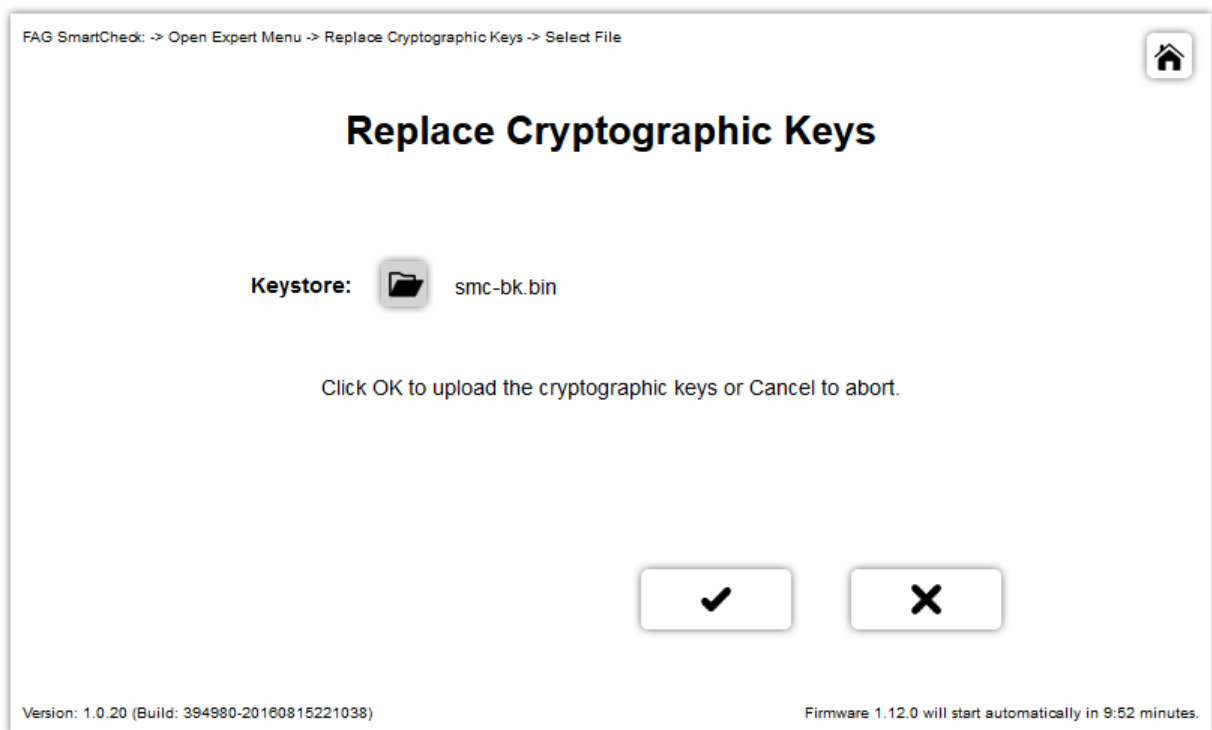 FAG SmartCheck: -> Open Expert Menu -> Replace Cryptographic Keys -> Select File
Replace Cryptographic Keys
Keystore: smc-bk.bin
Click OK to upload the cryptographic keys or Cancel to abort.
Version: 1.0.20 (Build: 394980-20160815221038) Firmware 1.12.0 will start automatically in 9:52 minutes.